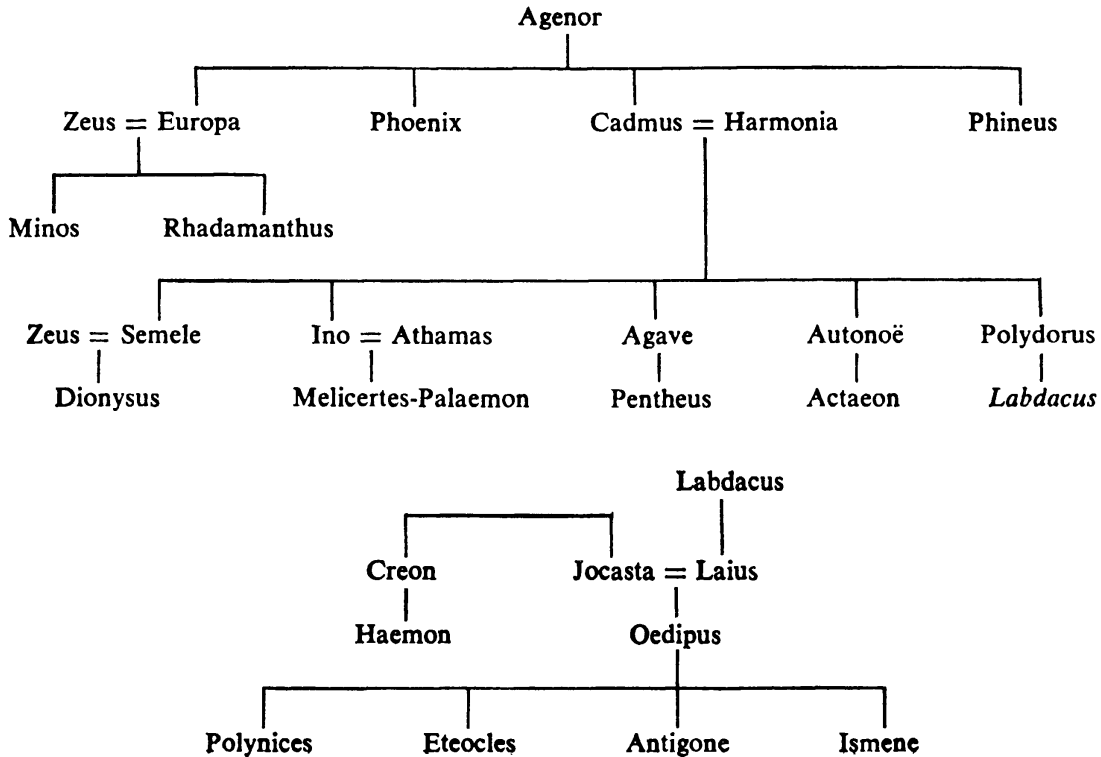 Agenor
Zeus = Europa Phoenix Cadmus = Harmonia Phineus
Minos Rhadamanthus
Zeus = Semele Ino = Athamas Agave Autonoë Polydorus
Dionysus Melicertes-Palaemon Pentheus Actaeon Labdacus
Labdacus
Creon Jocasta = Laius
Haemon Oedipus
Polynices Eteocles Antigone Ismene